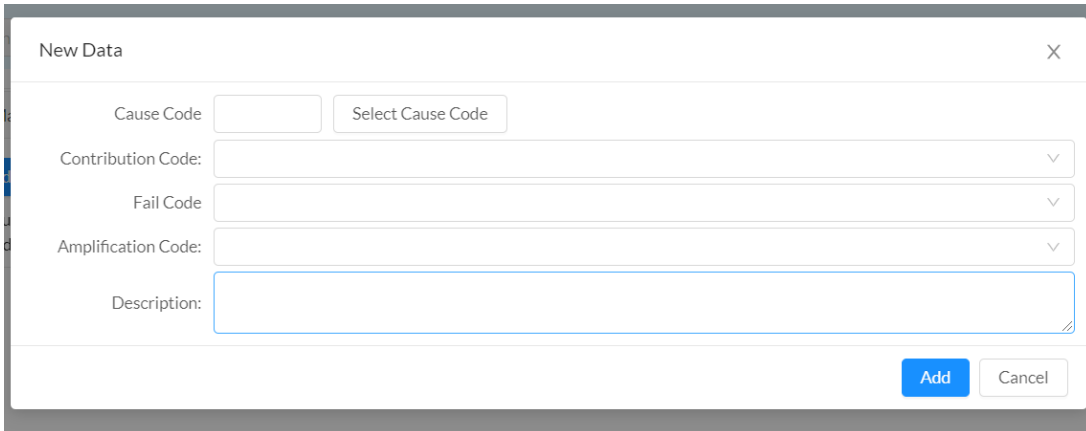 New Data
Cause Code Select Cause Code
Contribution Code:
Fail Code
Amplification Code:
Description:
Add Cancel